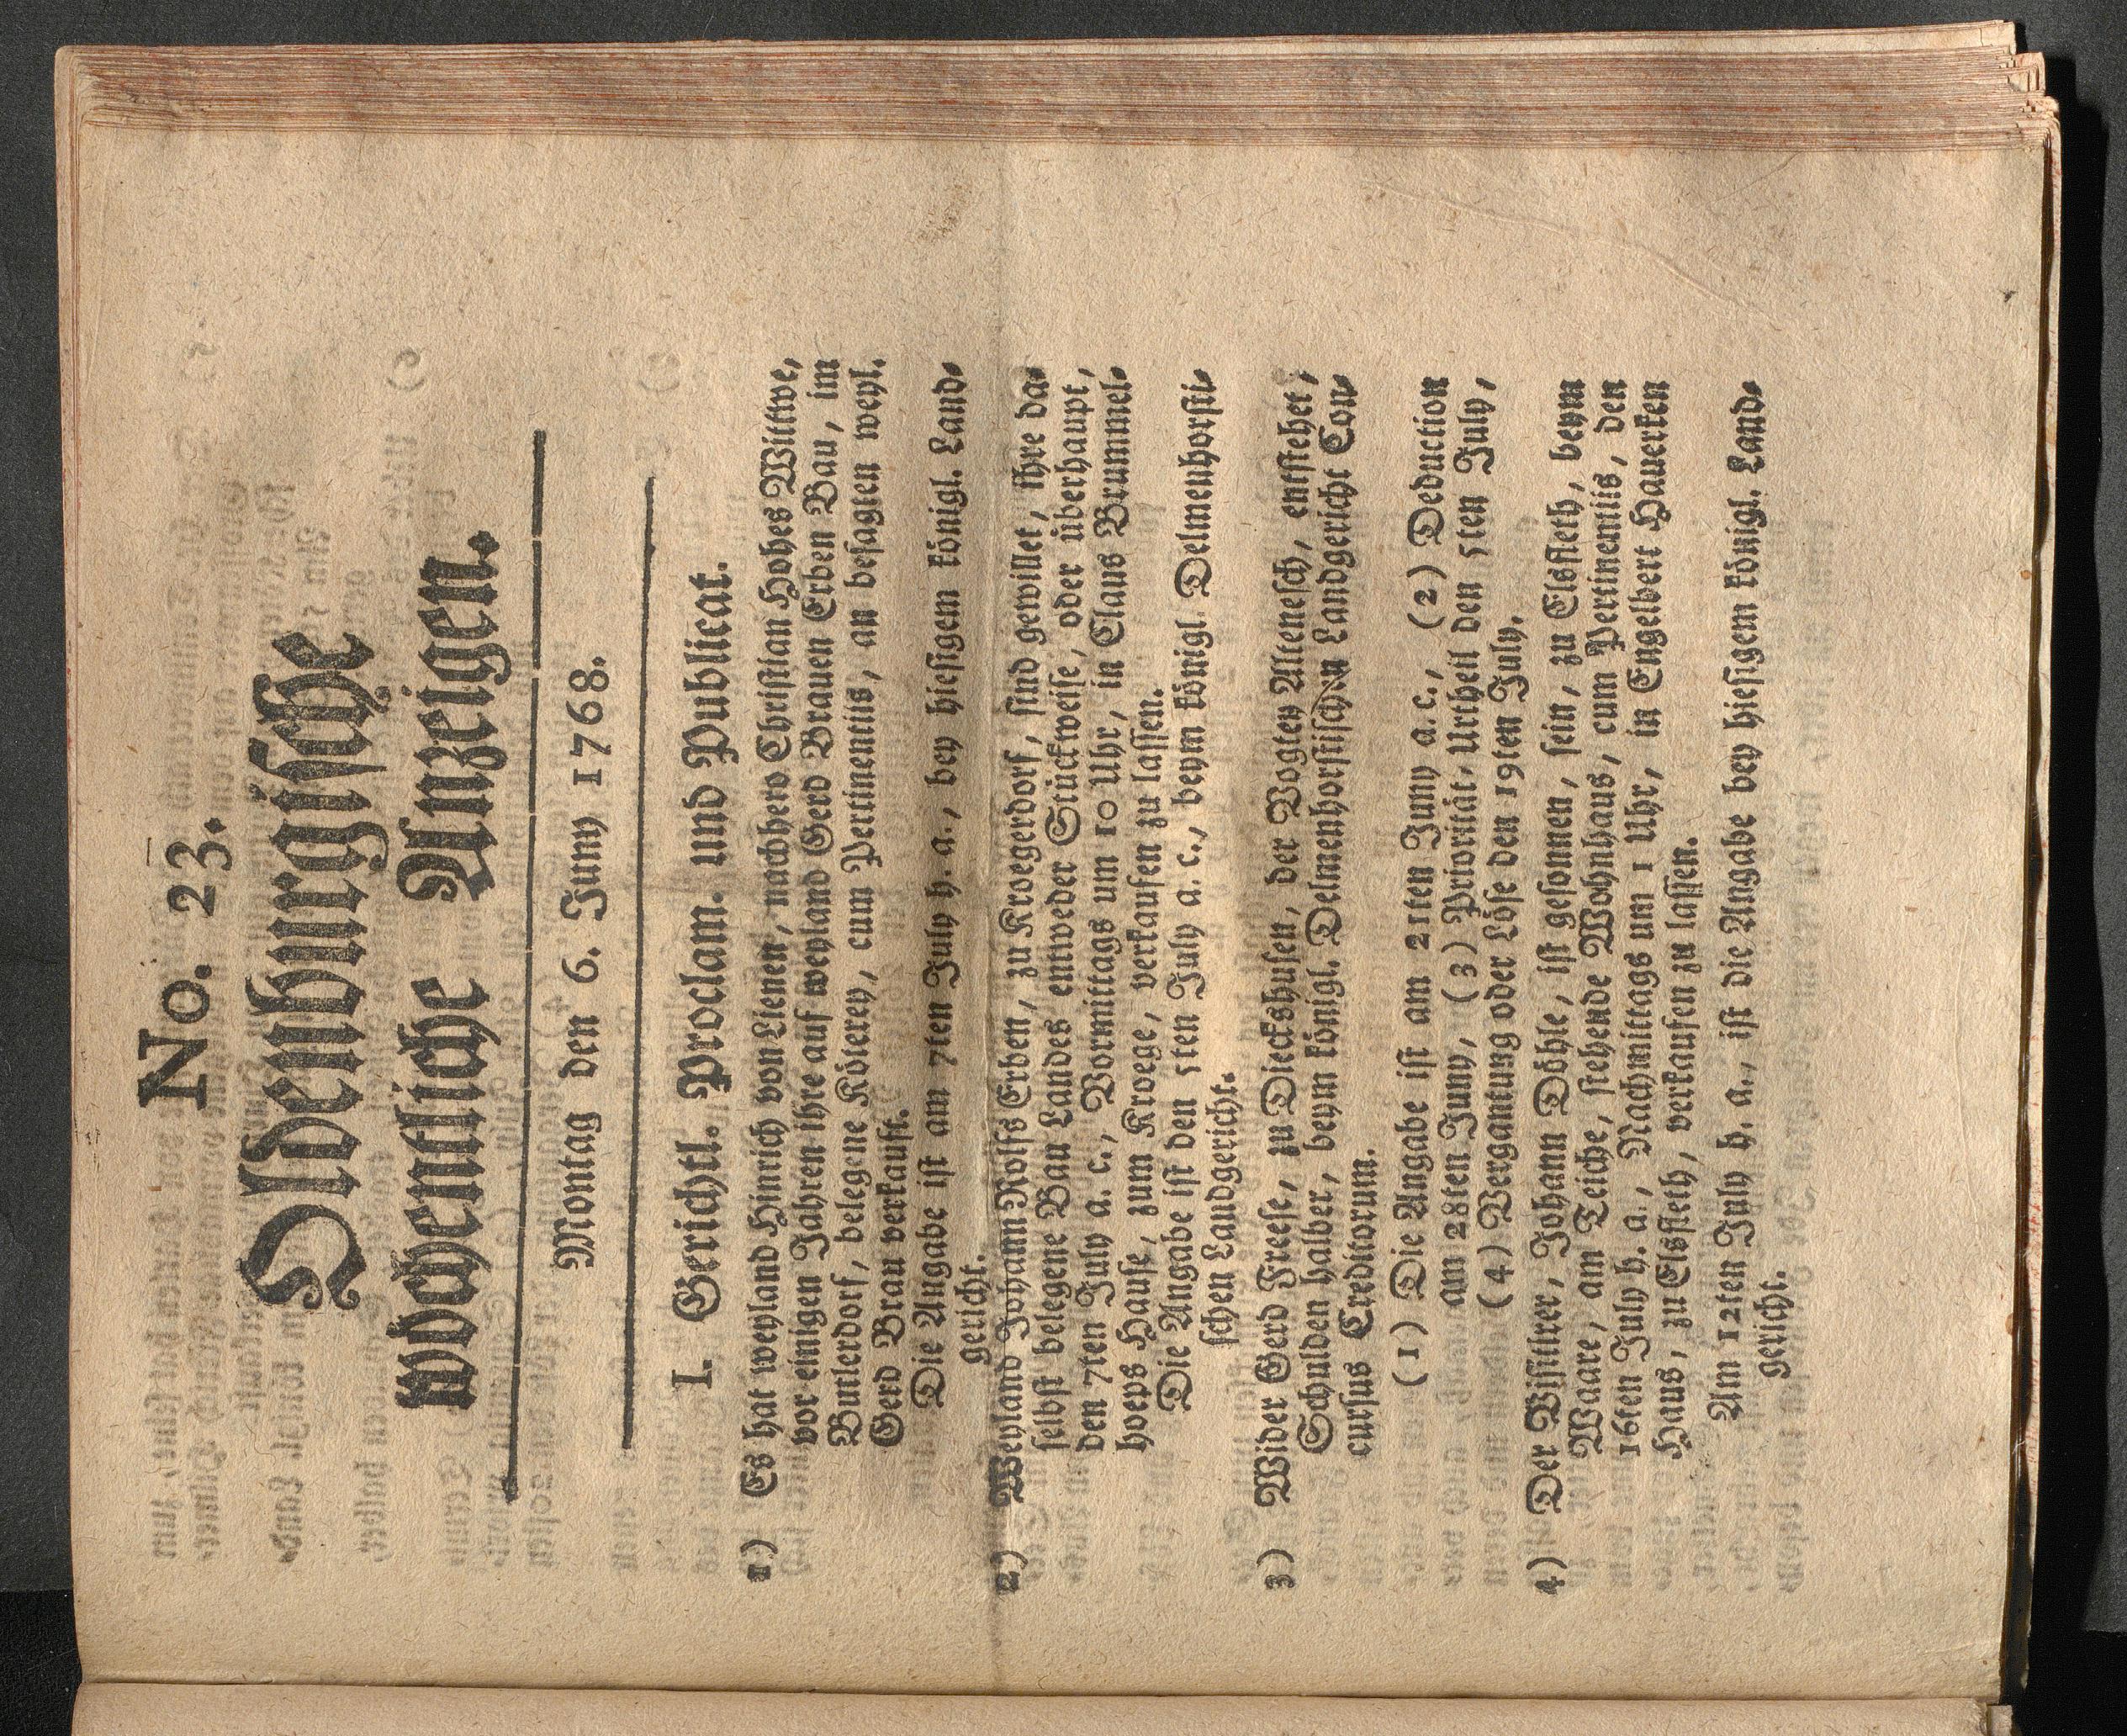 No. 23.
Oldenburgische
wöchentliche Anzeigen.
Montag den 6. Juny 1768.
I. Gerichtl. Proclam. und Publicat.
1) Es hat weyland Hinrich von Lienen, nachhero Christian Hohes Wittwe,
vor einigen Jahren ihre auf weyland Gerd Brauen Erben Bau, im
Butlerdorf, belegene Köterey, cum Pertinentiis, an besagten weyl.
Gerd Brau verkauft.
Die Angabe ist am 7ten July h. a., bey hiesigem königl. Land-
gericht.
2) Weyland Johann Rolfs Erben, zu Kroegerdorf, sind gewillet, ihre da-
selbst belegene Bau Landes entweder Stückweise, oder überhaupt,
den 7ten July a. c., Vormittags um 10 Uhr, in Claus Brummel-
hoeps Hause, zum Kroege, verkaufen zu lassen.
Die Angabe ist den 5ten July a. c., beym königl. Delmenhorsti-
schen Landgericht.
3) Wider Gerd Freese, zu Dieckshusen, der Vogtey Altenesch, entstehet,
Schulden halber, beym königl. Delmenhorstischen Landgericht Con-
cursus Creditorum.
(1) Die Angabe ist am 21ten Juny a. c., (2) Deduction
am 28ten Juny, (3) Priorität-Urtheil den 5ten July,
(4) Vergantung oder Löse den 19ten July.
4) Der Visitirer, Johann Döhle, ist gesonnen, sein, zu Elsfleth, beym
Waare, am Teiche, stehende Wohnhaus, cum Pertinentiis, den
16ten July h. a., Nachmittags um 1 Uhr, in Engelbert Hauerken
Haus, zu Elsfleth, verkaufen zu lassen.
Am 12ten July h. a., ist die Angabe bey hiesigem königl. Land-
gericht.